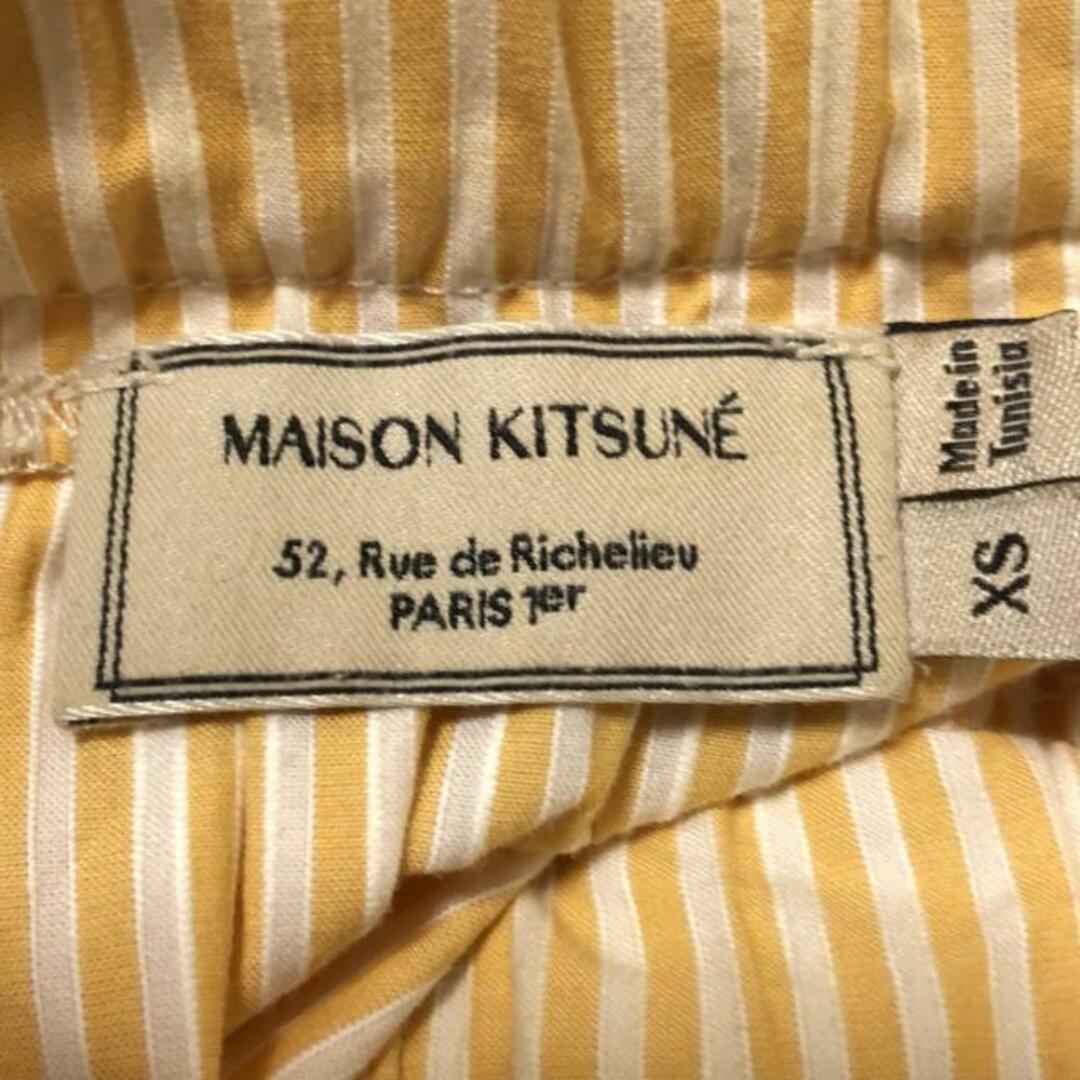 MAISON KITSUNÉ
52, Rue de Richelieu
PARIS 1er
Made in
Tunisia
XS